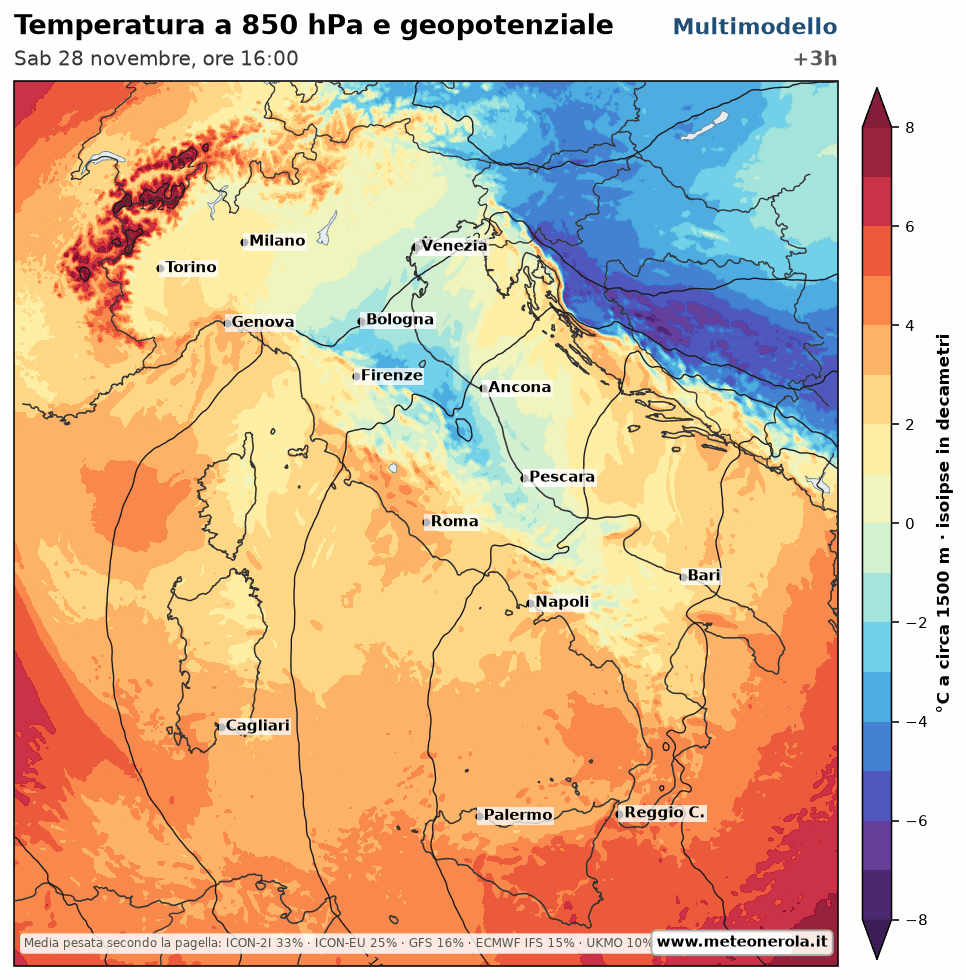 Temperatura a 850 hPa e geopotenziale
Multimodello
Sab 28 novembre, ore 16:00
+3h
Milano
Venezia
Torino
Genova
Bologna
Firenze
Ancona
Pescara
Roma
Bari
Napoli
Cagliari
Palermo
Reggio C.
8
6
4
2
0
−2
−4
−6
−8
°C a circa 1500 m · isoipse in decametri
Media pesata secondo la pagella: ICON-2I 33% · ICON-EU 25% · GFS 16% · ECMWF IFS 15% · UKMO 10%
www.meteonerola.it